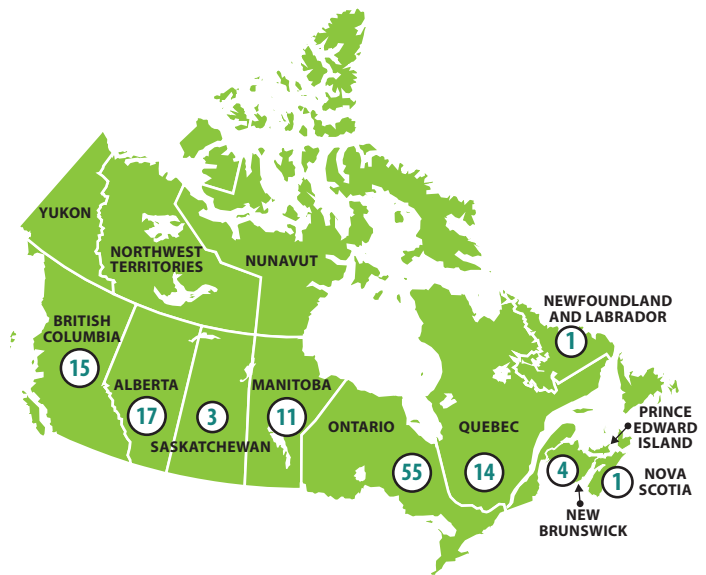 YUKON
NORTHWEST
TERRITORIES
NUNAVUT
BRITISH
COLUMBIA
15
ALBERTA
17
3
SASKATCHEWAN
MANITOBA
11
ONTARIO
55
QUEBEC
14
NEWFOUNDLAND
AND LABRADOR
1
PRINCE
EDWARD
ISLAND
4
NEW
BRUNSWICK
1
NOVA
SCOTIA